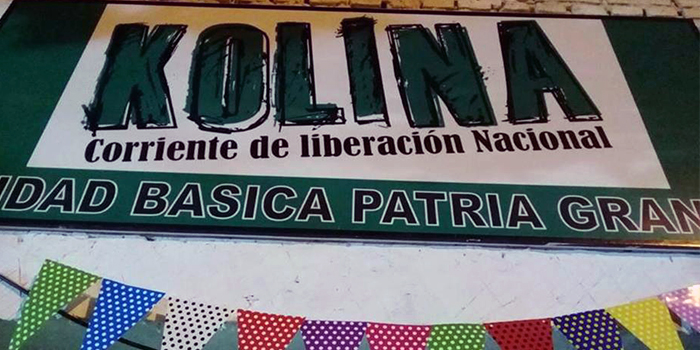 KOLINA
Corriente de liberación Nacional
IDAD BASICA PATRIA GRAN